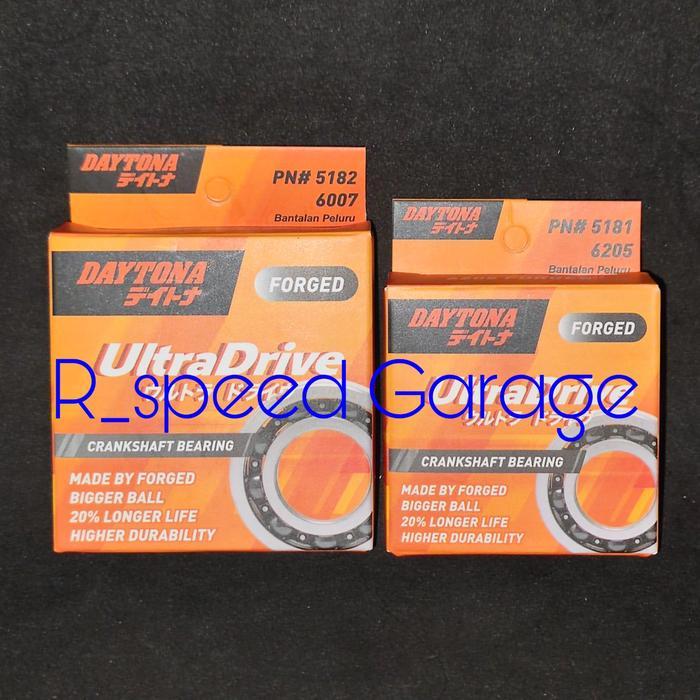 DAYTONA
デイトナ
PN# 5182
6007
Bantalan Peluru
DAYTONA
デイトナ
FORGED
UltraDrive
CRANKSHAFT BEARING
MADE BY FORGED
BIGGER BALL
20% LONGER LIFE
HIGHER DURABILITY
DAYTONA
デイトナ
PN# 5181
6205
Bantalan Peluru
DAYTONA
デイトナ
FORGED
UltraDrive
CRANKSHAFT BEARING
MADE BY FORGED
BIGGER BALL
20% LONGER LIFE
HIGHER DURABILITY
R_speed Garage